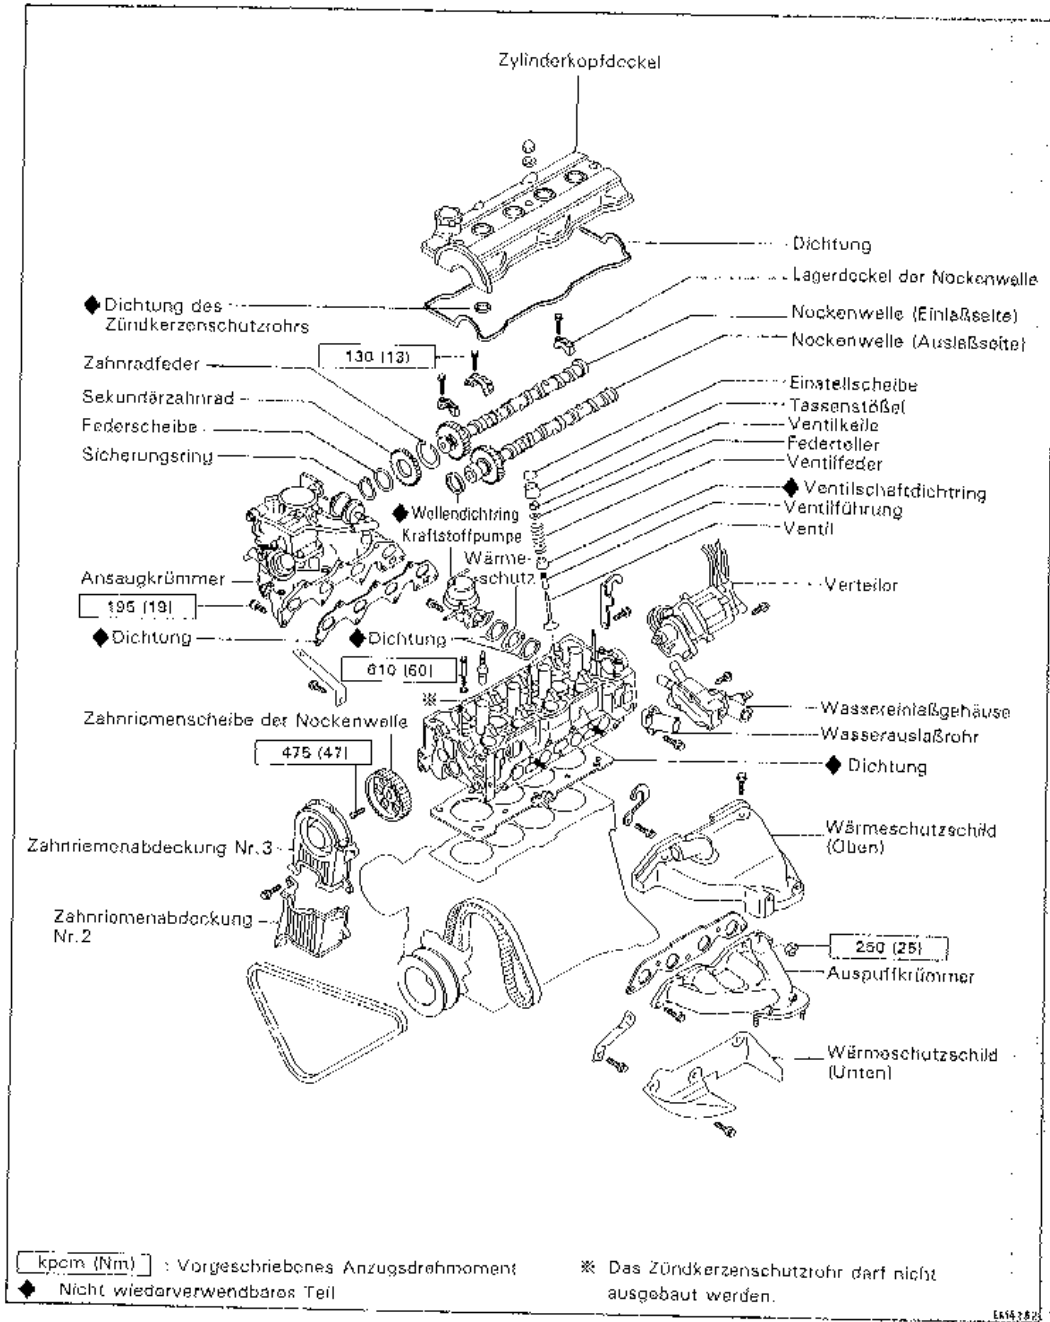 Zylinderkopfdeckel
Dichtung
Lagerdeckel der Nockenwelle
◆ Dichtung des
Zündkerzenschutzrohrs
Nockenwelle (Einlaßseite)
130 (13)
Nockenwelle (Auslaßseite)
Zahnradfeder
Einstellscheibe
Sekundärzahnrad
Tassenstößel
Ventilkeile
Federscheibe
Federteller
Sicherungsring
Ventilfeder
◆ Ventilschaftdichtring
◆ Wellendichtring
Ventilführung
Kraftstoffpumpe
Ventil
Wärme-
schutz
Ansaugkrümmer
Verteiler
195 (19)
◆ Dichtung
◆ Dichtung
610 (60)
※
Zahnriemenscheibe der Nockenwelle
Wassereinlaßgehäuse
Wasserauslaßrohr
475 (47)
◆ Dichtung
Wärmeschutzschild
(Oben)
Zahnriemenabdeckung Nr.3
Zahnriemenabdeckung
Nr.2
250 (25)
Auspuffkrümmer
Wärmeschutzschild
(Unten)
kpcm (Nm) : Vorgeschriebenes Anzugsdrehmoment
◆ Nicht wiederverwendbares Teil
※ Das Zündkerzenschutzrohr darf nicht
ausgebaut werden.